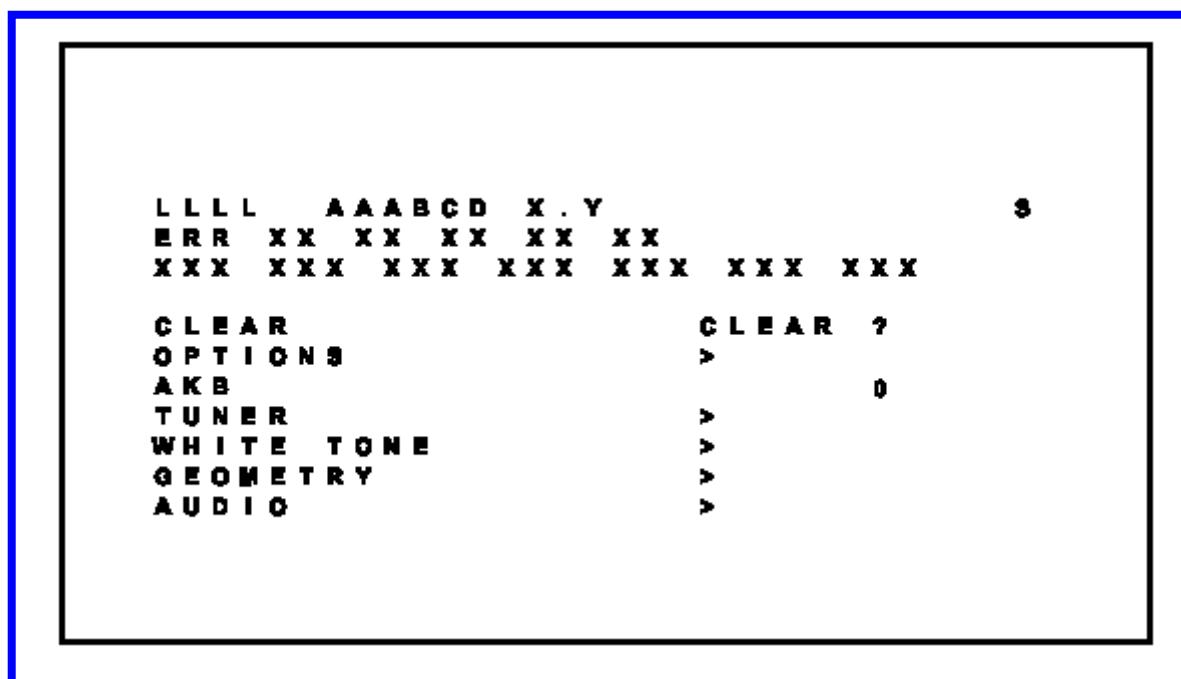 LLLL AAABCD X.Y S
ERR XX XX XX XX XX
XXX XXX XXX XXX XXX XXX XXX
CLEAR CLEAR ?
OPTIONS >
AKB 0
TUNER >
WHITE TONE >
GEOMETRY >
AUDIO >